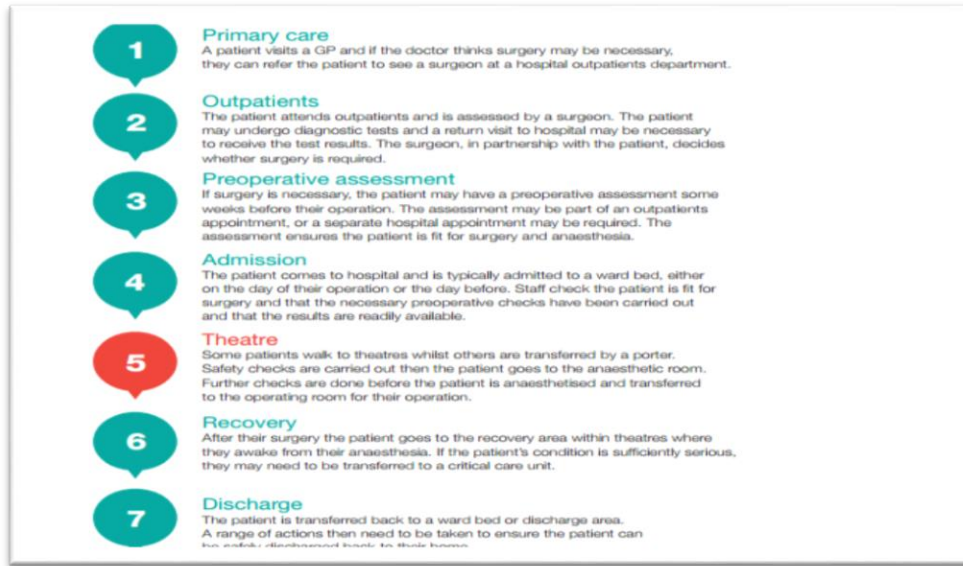 1
Primary care
A patient visits a GP and if the doctor thinks surgery may be necessary,
they can refer the patient to see a surgeon at a hospital outpatients department.
2
Outpatients
The patient attends outpatients and is assessed by a surgeon. The patient
may undergo diagnostic tests and a return visit to hospital may be necessary
to receive the test results. The surgeon, in partnership with the patient, decides
whether surgery is required.
3
Preoperative assessment
If surgery is necessary, the patient may have a preoperative assessment some
weeks before their operation. The assessment may be part of an outpatients
appointment, or a separate hospital appointment may be required. The
assessment ensures the patient is fit for surgery and anaesthesia.
4
Admission
The patient comes to hospital and is typically admitted to a ward bed, either
on the day of their operation or the day before. Staff check the patient is fit for
surgery and that the necessary preoperative checks have been carried out
and that the results are readily available.
5
Theatre
Some patients walk to theatres whilst others are transferred by a porter.
Safety checks are carried out then the patient goes to the anaesthetic room.
Further checks are done before the patient is anaesthetised and transferred
to the operating room for their operation.
6
Recovery
After their surgery the patient goes to the recovery area within theatres where
they awake from their anaesthesia. If the patient's condition is sufficiently serious,
they may need to be transferred to a critical care unit.
7
Discharge
The patient is transferred back to a ward bed or discharge area.
A range of actions then need to be taken to ensure the patient can
be safely discharged back to their home